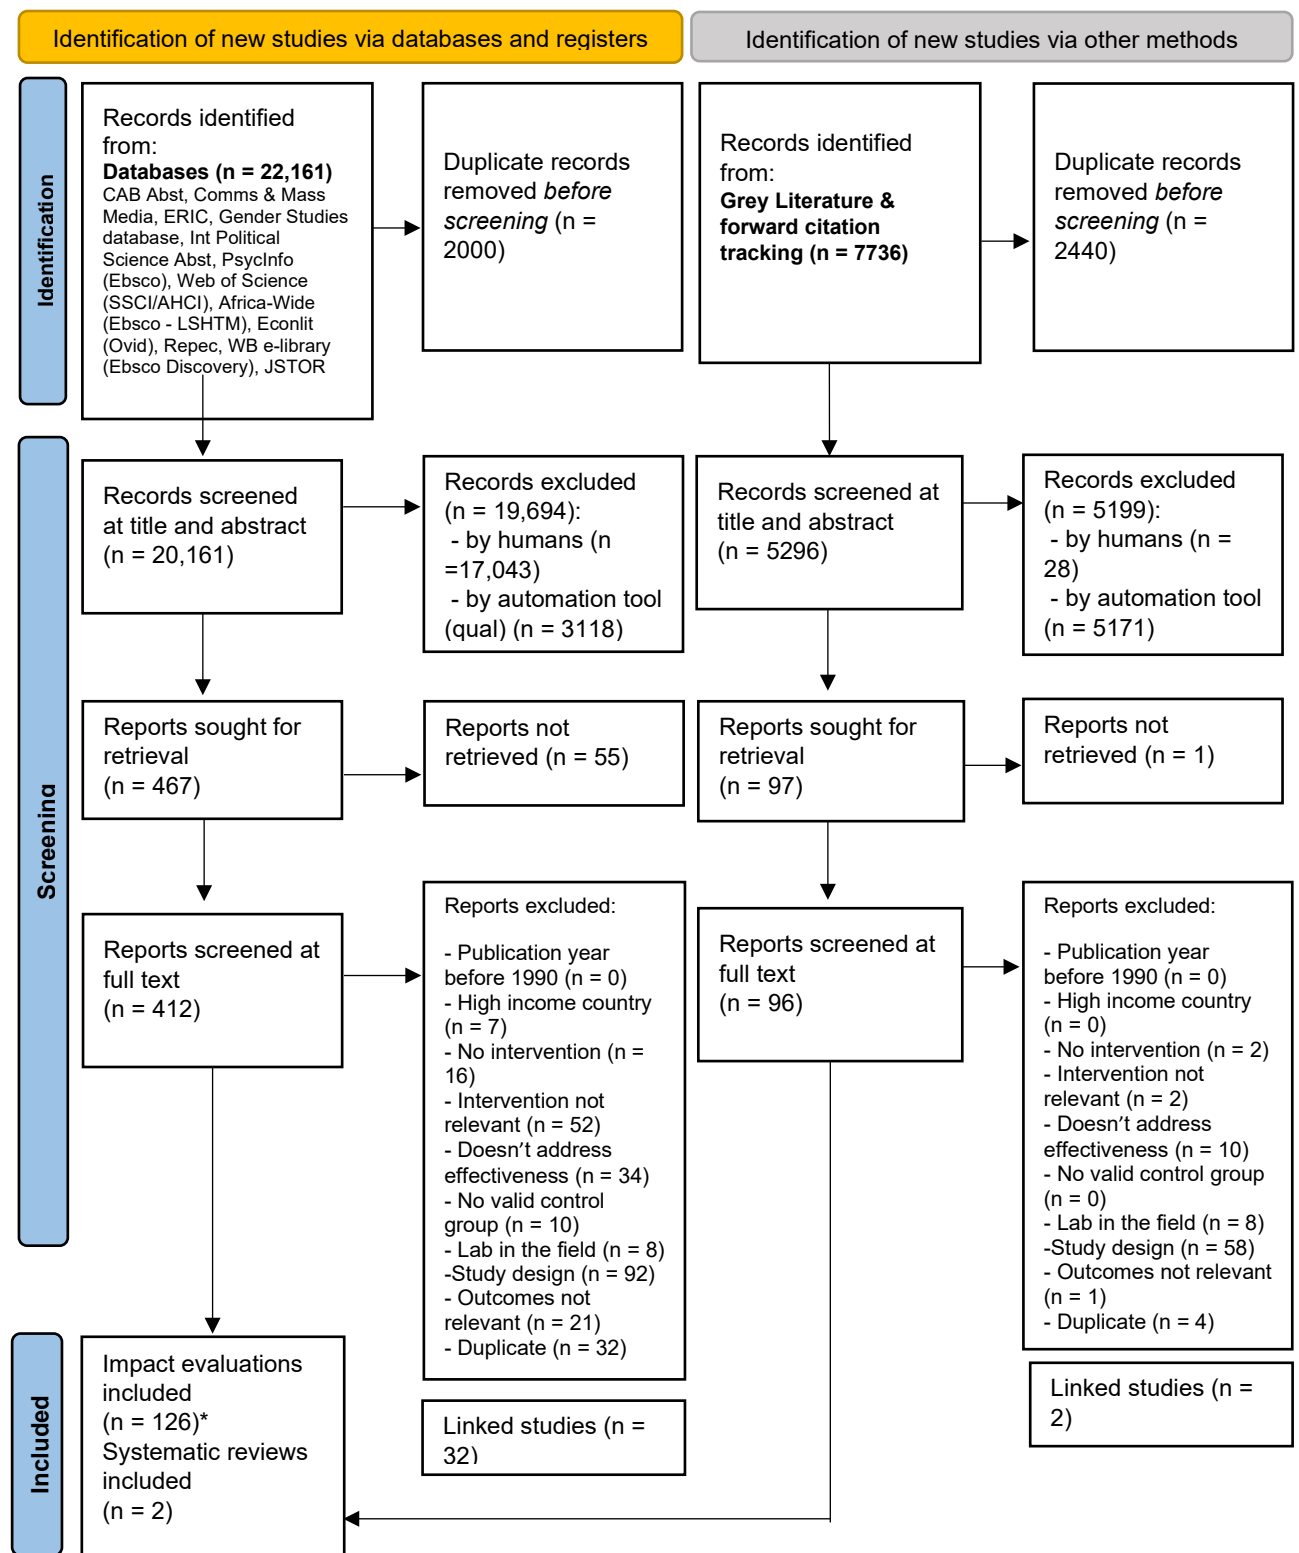 Identification of new studies via databases and registers
Identification of new studies via other methods
Identification
Records identified
from:
Databases (n = 22,161)
CAB Abst, Comms & Mass
Media, ERIC, Gender Studies
database, Int Political
Science Abst, PsycInfo
(Ebsco), Web of Science
(SSCI/AHCI), Africa-Wide
(Ebsco - LSHTM), Econlit
(Ovid), Repec, WB e-library
(Ebsco Discovery), JSTOR
Duplicate records
removed before
screening (n =
2000)
Records identified
from:
Grey Literature &
forward citation
tracking (n = 7736)
Duplicate records
removed before
screening (n =
2440)
Screening
Records screened
at title and abstract
(n = 20,161)
Records excluded
(n = 19,694):
- by humans (n
=17,043)
- by automation tool
(qual) (n = 3118)
Records screened at
title and abstract
(n = 5296)
Records excluded
(n = 5199):
- by humans (n =
28)
- by automation tool
(n = 5171)
Reports sought for
retrieval
(n = 467)
Reports not
retrieved (n = 55)
Reports sought for
retrieval
(n = 97)
Reports not
retrieved (n = 1)
Reports screened at
full text
(n = 412)
Reports excluded:
- Publication year
before 1990 (n = 0)
- High income country
(n = 7)
- No intervention (n =
16)
- Intervention not
relevant (n = 52)
- Doesn't address
effectiveness (n = 34)
- No valid control
group (n = 10)
- Lab in the field (n = 8)
-Study design (n = 92)
- Outcomes not
relevant (n = 21)
- Duplicate (n = 32)
Reports screened at
full text
(n = 96)
Reports excluded:
- Publication year
before 1990 (n = 0)
- High income country
(n = 0)
- No intervention (n = 2)
- Intervention not
relevant (n = 2)
- Doesn't address
effectiveness (n = 10)
- No valid control group
(n = 0)
- Lab in the field (n = 8)
-Study design (n = 58)
- Outcomes not relevant
(n = 1)
- Duplicate (n = 4)
Included
Impact evaluations
included
(n = 126)*
Systematic reviews
included
(n = 2)
Linked studies (n =
32)
Linked studies (n =
2)